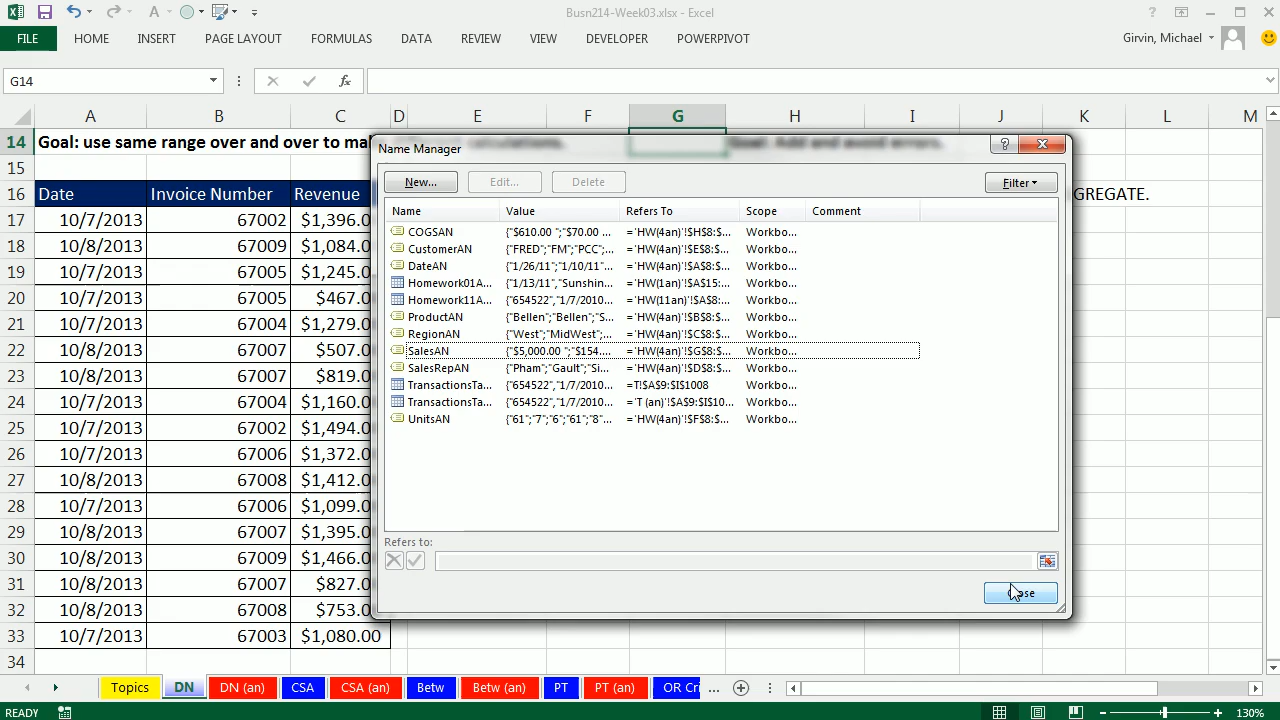 Busn214-Week03.xlsx - Excel
FILE HOME INSERT PAGE LAYOUT FORMULAS DATA REVIEW VIEW DEVELOPER POWERPIVOT Girvin, Michael
G14 fx
A B C D E F G H I J K L M
14 Goal: use same range over and over to calculations. Goal: Add and avoid errors.
15
16 Date Invoice Number Revenue GREGATE.
17 10/7/2013 67002 $1,396.0
18 10/8/2013 67009 $1,084.0
19 10/7/2013 67005 $1,245.0
20 10/7/2013 67005 $467.0
21 10/7/2013 67004 $1,279.0
22 10/8/2013 67007 $507.0
23 10/8/2013 67007 $819.0
24 10/7/2013 67004 $1,160.0
25 10/7/2013 67002 $1,494.0
26 10/7/2013 67006 $1,372.0
27 10/8/2013 67008 $1,412.0
28 10/7/2013 67006 $1,099.0
29 10/8/2013 67007 $1,395.0
30 10/8/2013 67009 $1,466.0
31 10/8/2013 67007 $827.0
32 10/8/2013 67008 $753.0
33 10/7/2013 67003 $1,080.00
34
Name Manager ?
New... Edit... Delete Filter
Name Value Refers To Scope Comment
COGSAN {"$610.00 ";"$70.00 ... ='HW(4an)'!$H$8:$... Workbo...
CustomerAN {"FRED";"FM";"PCC";... ='HW(4an)'!$E$8:$... Workbo...
DateAN {"1/26/11";"1/10/11"... ='HW(4an)'!$A$8:$... Workbo...
Homework01A... {"1/13/11","Sunshin... ='HW(1an)'!$A$15:... Workbo...
Homework11A... {"654522","1/7/2010... ='HW(11an)'!$A$8:... Workbo...
ProductAN {"Bellen";"Bellen";"S... ='HW(4an)'!$B$8:$... Workbo...
RegionAN {"West";"MidWest";... ='HW(4an)'!$C$8:$... Workbo...
SalesAN {"$5,000.00 ";"$154.... ='HW(4an)'!$G$8:$... Workbo...
SalesRepAN {"Pham";"Gault";"Si... ='HW(4an)'!$D$8:$... Workbo...
TransactionsTa... {"654522","1/7/2010... =T!$A$9:$I$1008 Workbo...
TransactionsTa... {"654522","1/7/2010... ='T (an)'!$A$9:$I$10... Workbo...
UnitsAN {"61";"7";"6";"61";"8"... ='HW(4an)'!$F$8:$... Workbo...
Refers to:
Close
Topics DN DN (an) CSA CSA (an) Betw Betw (an) PT PT (an) OR Cri ...
READY 130%